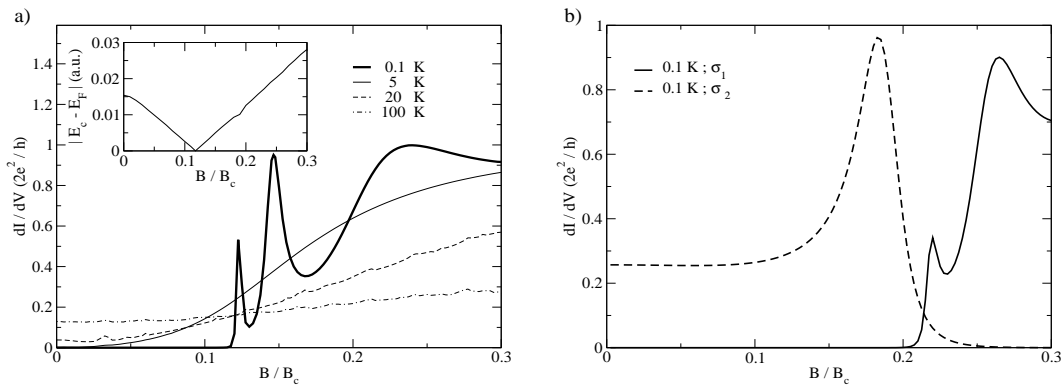 a)
1.4
1.2
1
0.8
0.6
0.4
0.2
0
0
0.1
0.2
0.3
dI / dV (2e² / h)
B / B_c
0.03
0.02
0.01
0
0
0.1
0.2
0.3
| E_c - E_F | (a.u.)
B / B_c
0.1 K
5 K
20 K
100 K
b)
1
0.8
0.6
0.4
0.2
0
0
0.1
0.2
0.3
dI / dV (2e² / h)
B / B_c
0.1 K ; σ₁
0.1 K ; σ₂